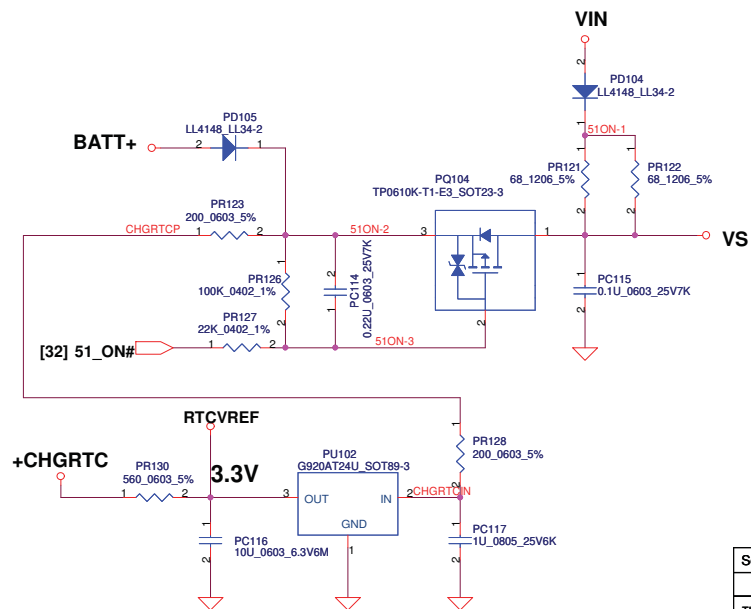 VIN
2
PD104
LL4148_LL34-2
1
51ON-1
PD105
LL4148_LL34-2
BATT+
2
1
1
PR121
68_1206_5%
2
1
PR122
68_1206_5%
2
PQ104
TP0610K-T1-E3_SOT23-3
PR123
200_0603_5%
CHGRTCP
1
2
51ON-2
3
1
2
VS
1
PR126
100K_0402_1%
2
2
PC114
0.22U_0603_25V7K
1
1
PC115
0.1U_0603_25V7K
2
PR127
22K_0402_1%
[32] 51_ON#
1
2
51ON-3
RTCVREF
+CHGRTC
PR130
560_0603_5%
1
2
3.3V
PU102
G920AT24U_SOT89-3
3
OUT
IN
2
CHGRTCIN
GND
1
1
PR128
200_0603_5%
2
1
PC116
10U_0603_6.3V6M
2
1
PC117
1U_0805_25V6K
2
S